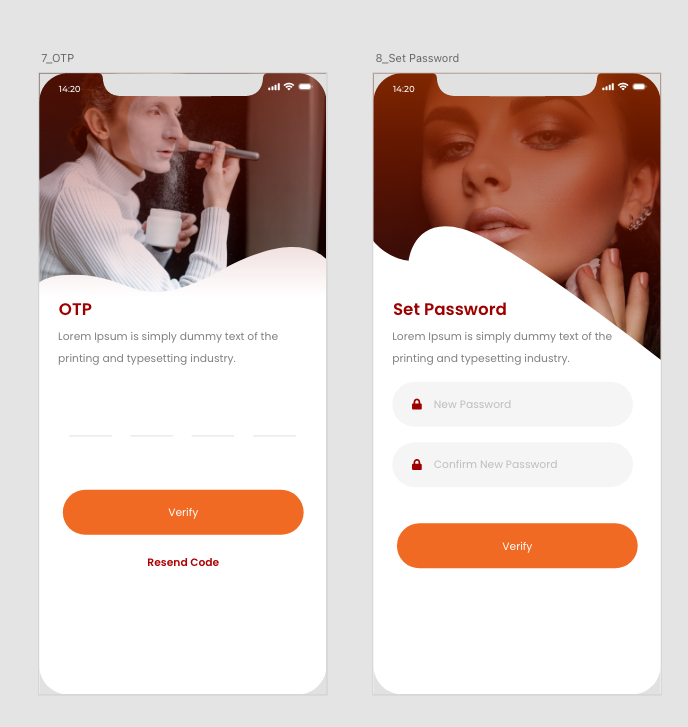 7_OTP
14:20
OTP
Lorem Ipsum is simply dummy text of the
printing and typesetting industry.
Verify
Resend Code
8_Set Password
14:20
Set Password
Lorem Ipsum is simply dummy text of the
printing and typesetting industry.
New Password
Confirm New Password
Verify